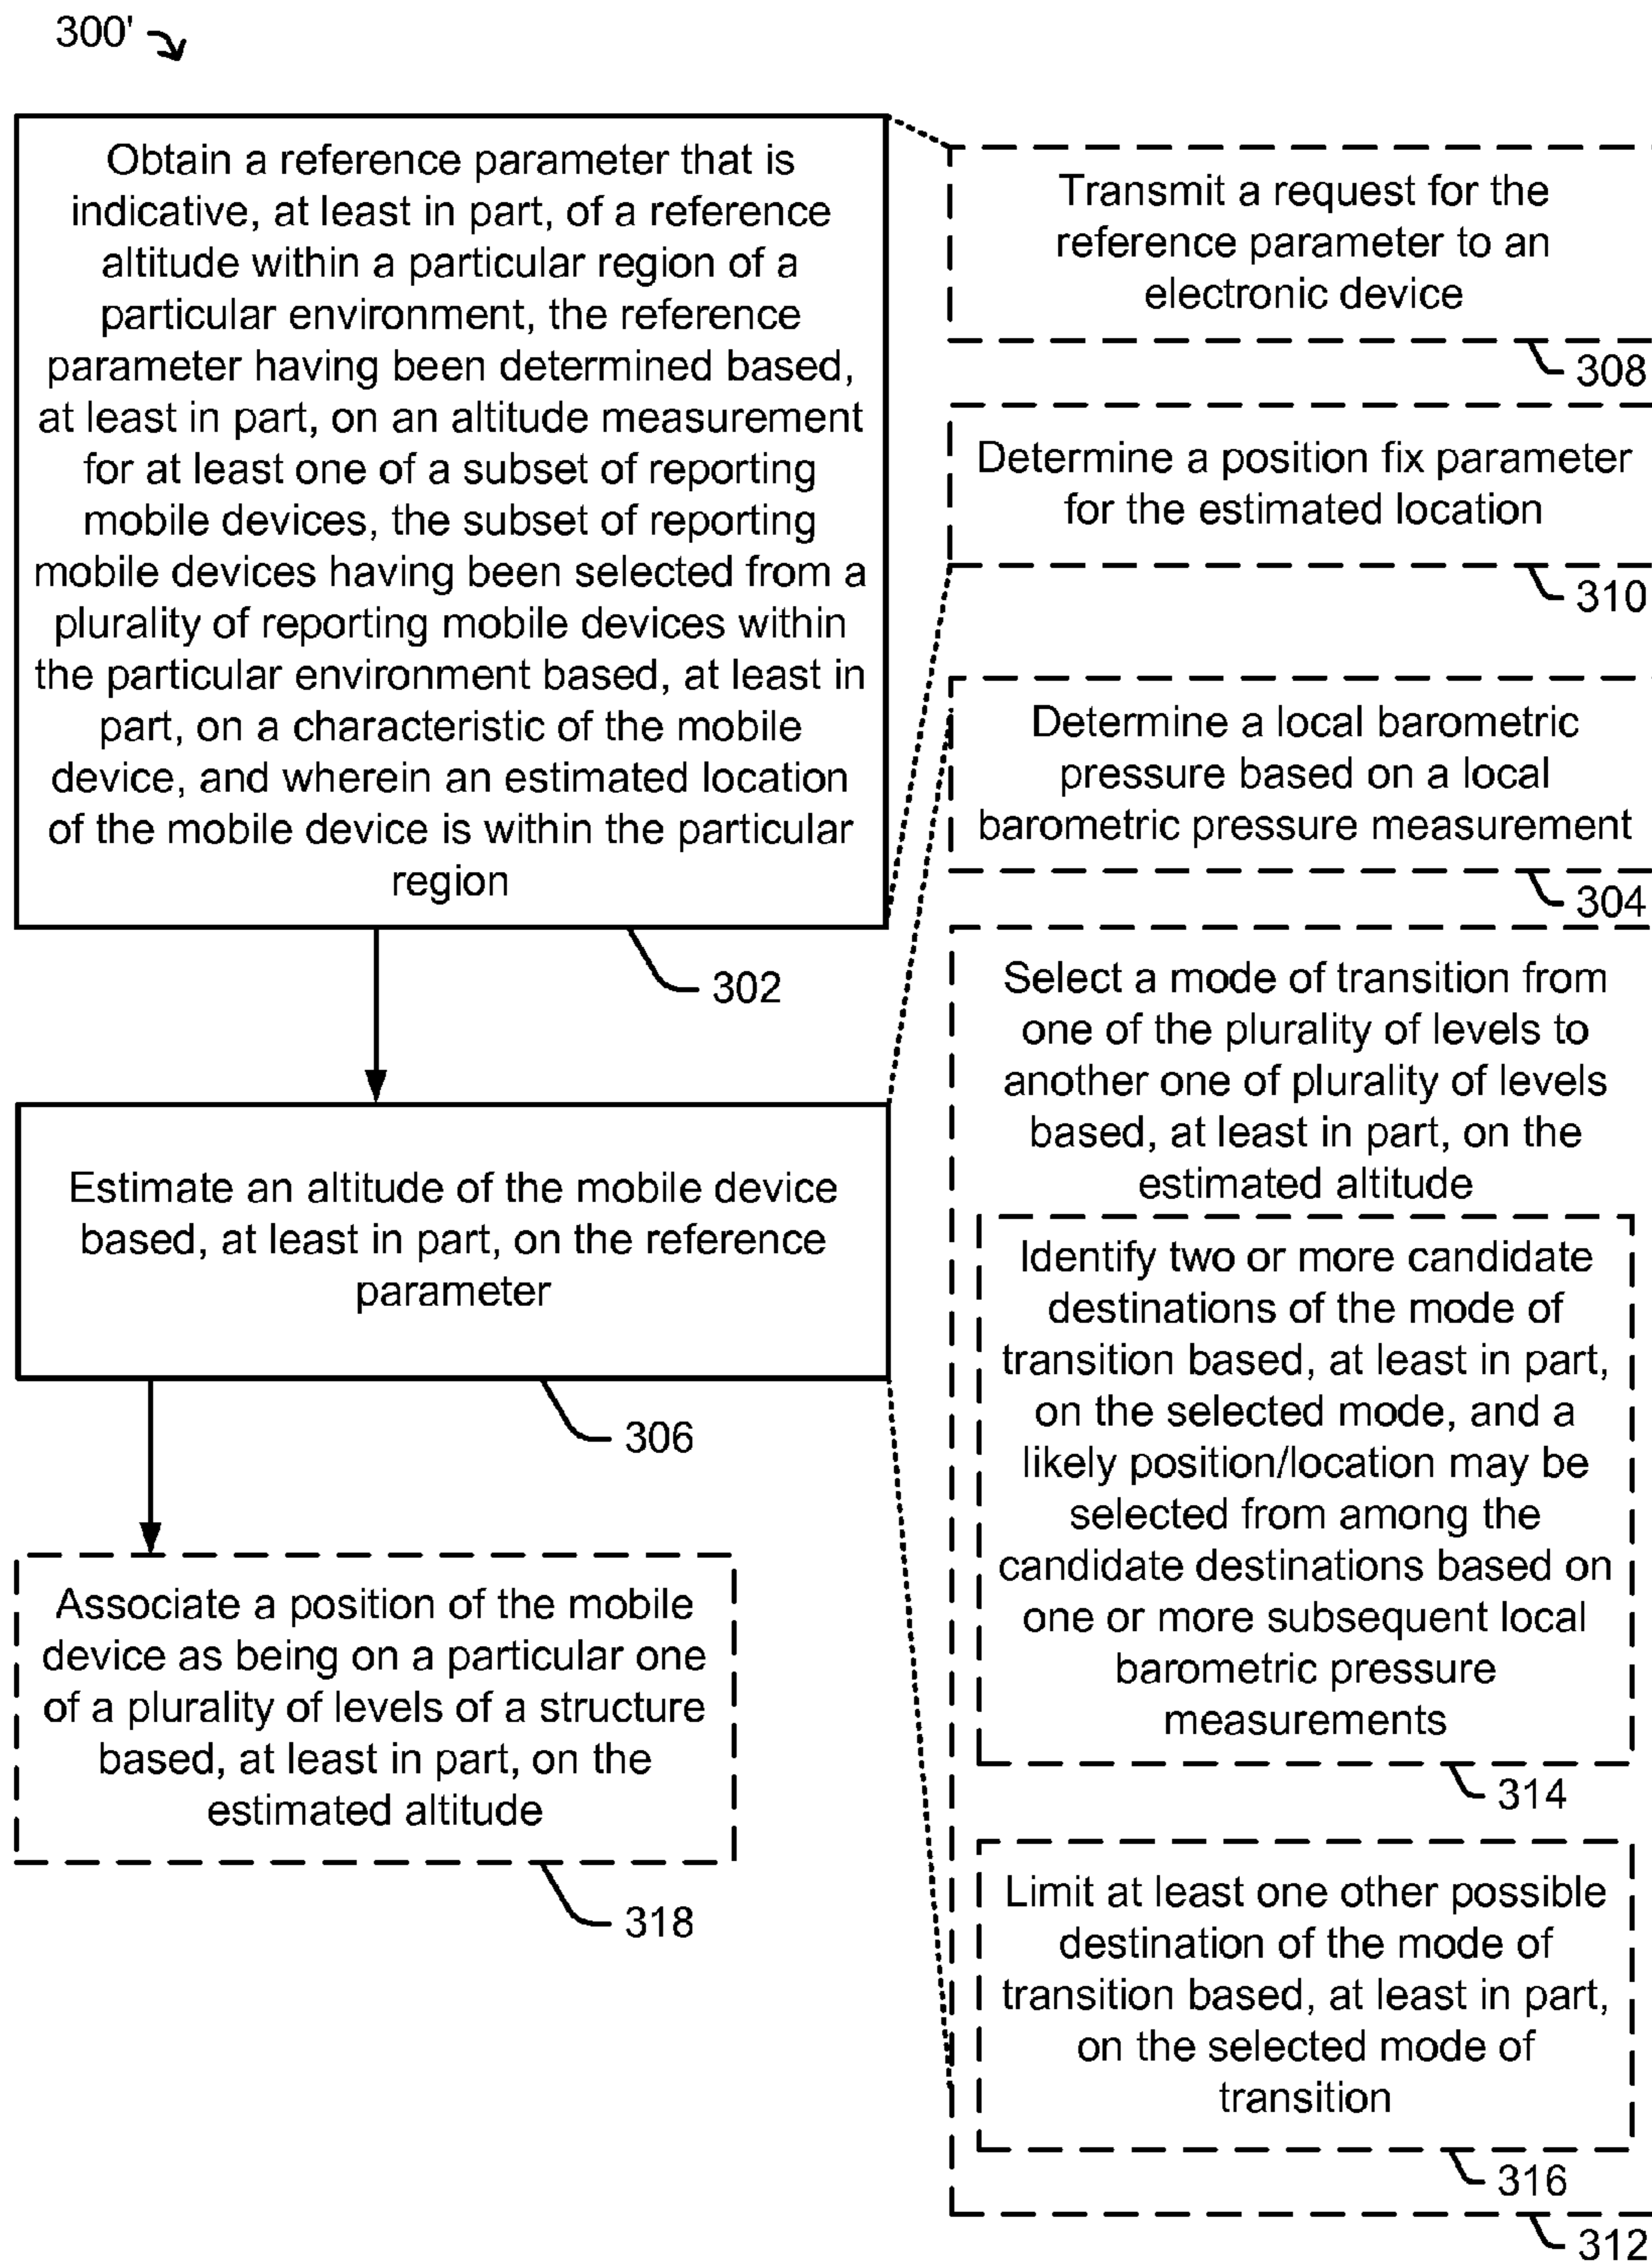 300'
Obtain a reference parameter that is
indicative, at least in part, of a reference
altitude within a particular region of a
particular environment, the reference
parameter having been determined based,
at least in part, on an altitude measurement
for at least one of a subset of reporting
mobile devices, the subset of reporting
mobile devices having been selected from a
plurality of reporting mobile devices within
the particular environment based, at least in
part, on a characteristic of the mobile
device, and wherein an estimated location
of the mobile device is within the particular
region
302
Estimate an altitude of the mobile device
based, at least in part, on the reference
parameter
306
Associate a position of the mobile
device as being on a particular one
of a plurality of levels of a structure
based, at least in part, on the
estimated altitude
318
Transmit a request for the
reference parameter to an
electronic device
308
Determine a position fix parameter
for the estimated location
310
Determine a local barometric
pressure based on a local
barometric pressure measurement
304
Select a mode of transition from
one of the plurality of levels to
another one of plurality of levels
based, at least in part, on the
estimated altitude
Identify two or more candidate
destinations of the mode of
transition based, at least in part,
on the selected mode, and a
likely position/location may be
selected from among the
candidate destinations based on
one or more subsequent local
barometric pressure
measurements
314
Limit at least one other possible
destination of the mode of
transition based, at least in part,
on the selected mode of
transition
316
312